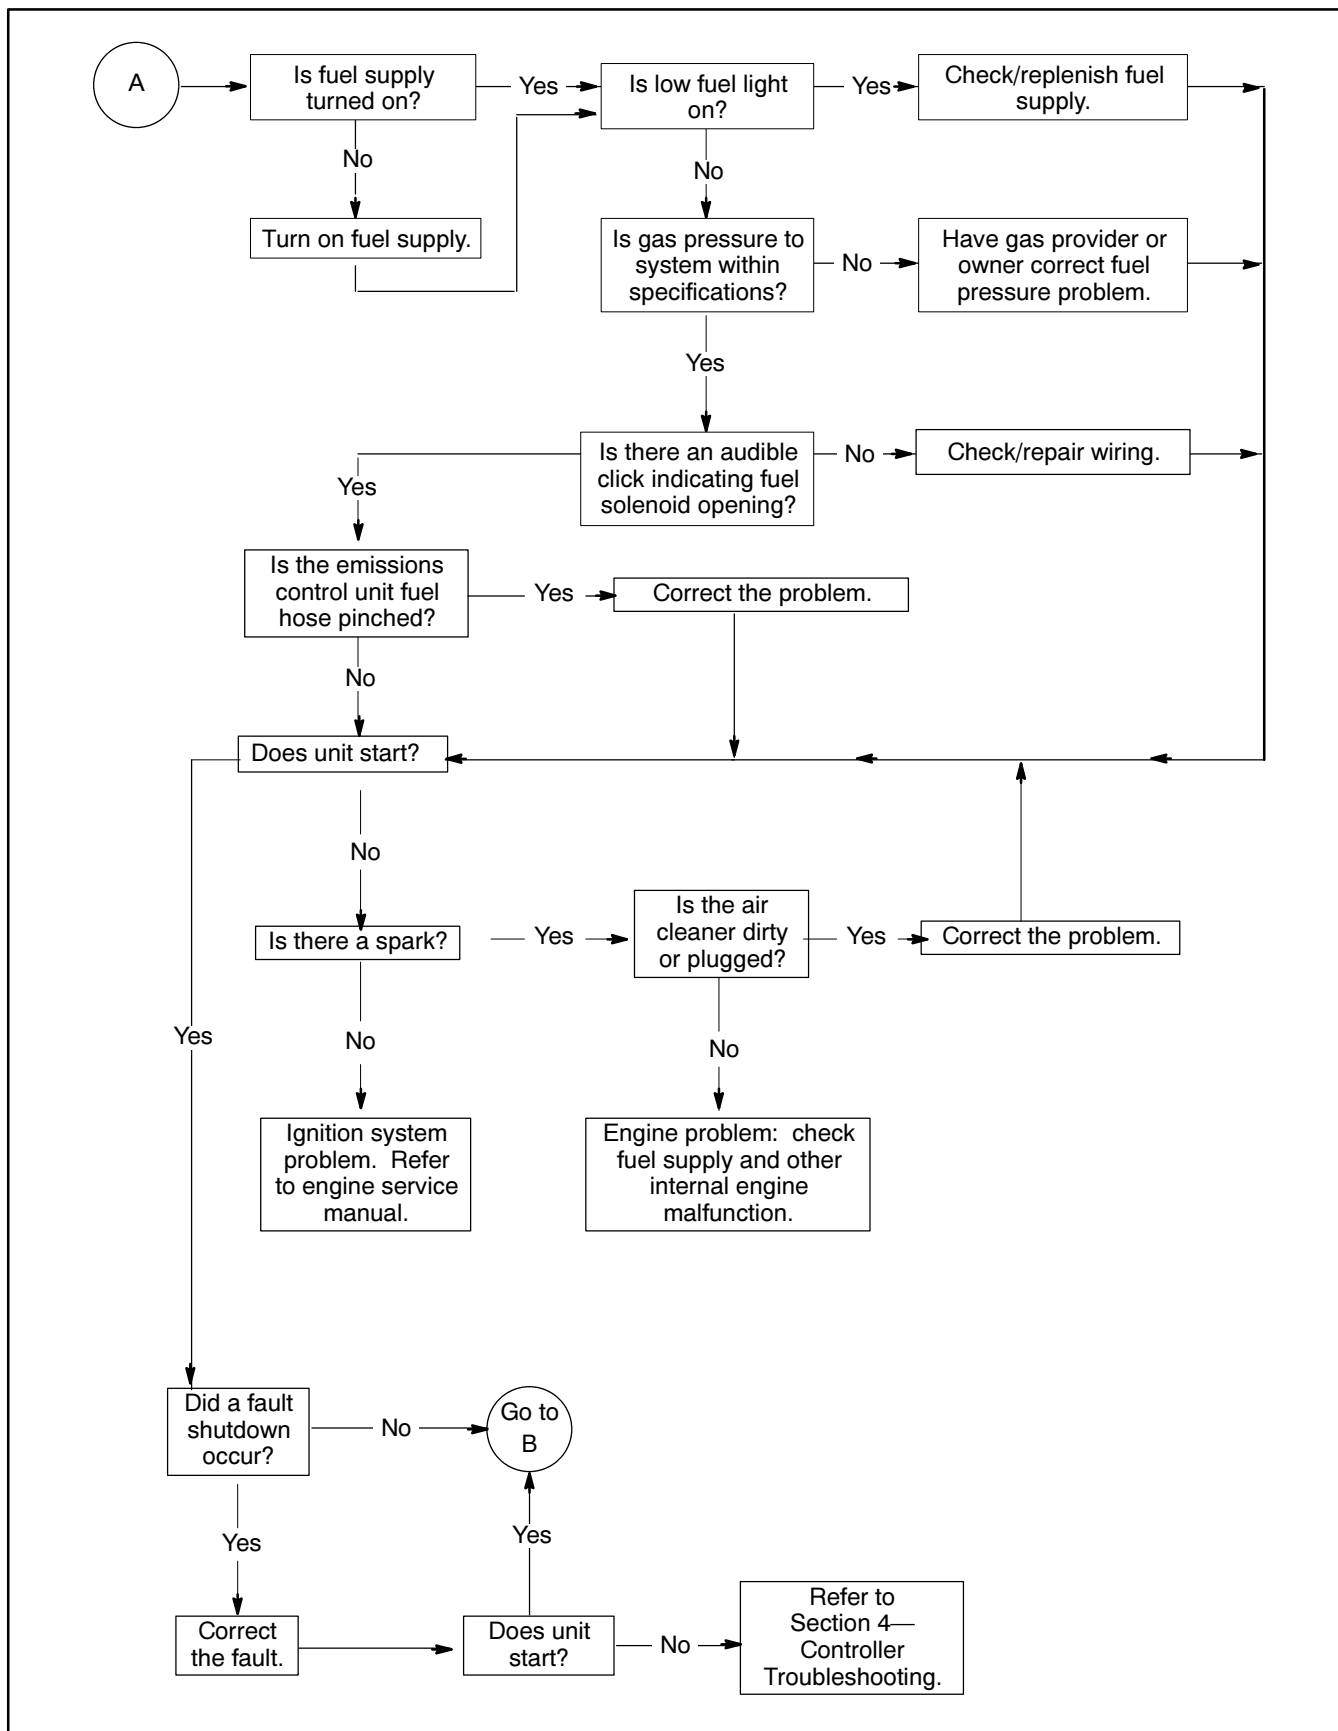 A
Is fuel supply
turned on?
Yes
Is low fuel light
on?
Yes
Check/replenish fuel
supply.
No
No
Turn on fuel supply.
Is gas pressure to
system within
specifications?
No
Have gas provider or
owner correct fuel
pressure problem.
Yes
Is there an audible
click indicating fuel
solenoid opening?
No
Check/repair wiring.
Yes
Is the emissions
control unit fuel
hose pinched?
Yes
Correct the problem.
No
Does unit start?
No
Is there a spark?
Yes
Is the air
cleaner dirty
or plugged?
Yes
Correct the problem.
Yes
No
No
Ignition system
problem. Refer
to engine service
manual.
Engine problem: check
fuel supply and other
internal engine
malfunction.
Did a fault
shutdown
occur?
No
Go to
B
Yes
Yes
Correct
the fault.
Does unit
start?
No
Refer to
Section 4—
Controller
Troubleshooting.